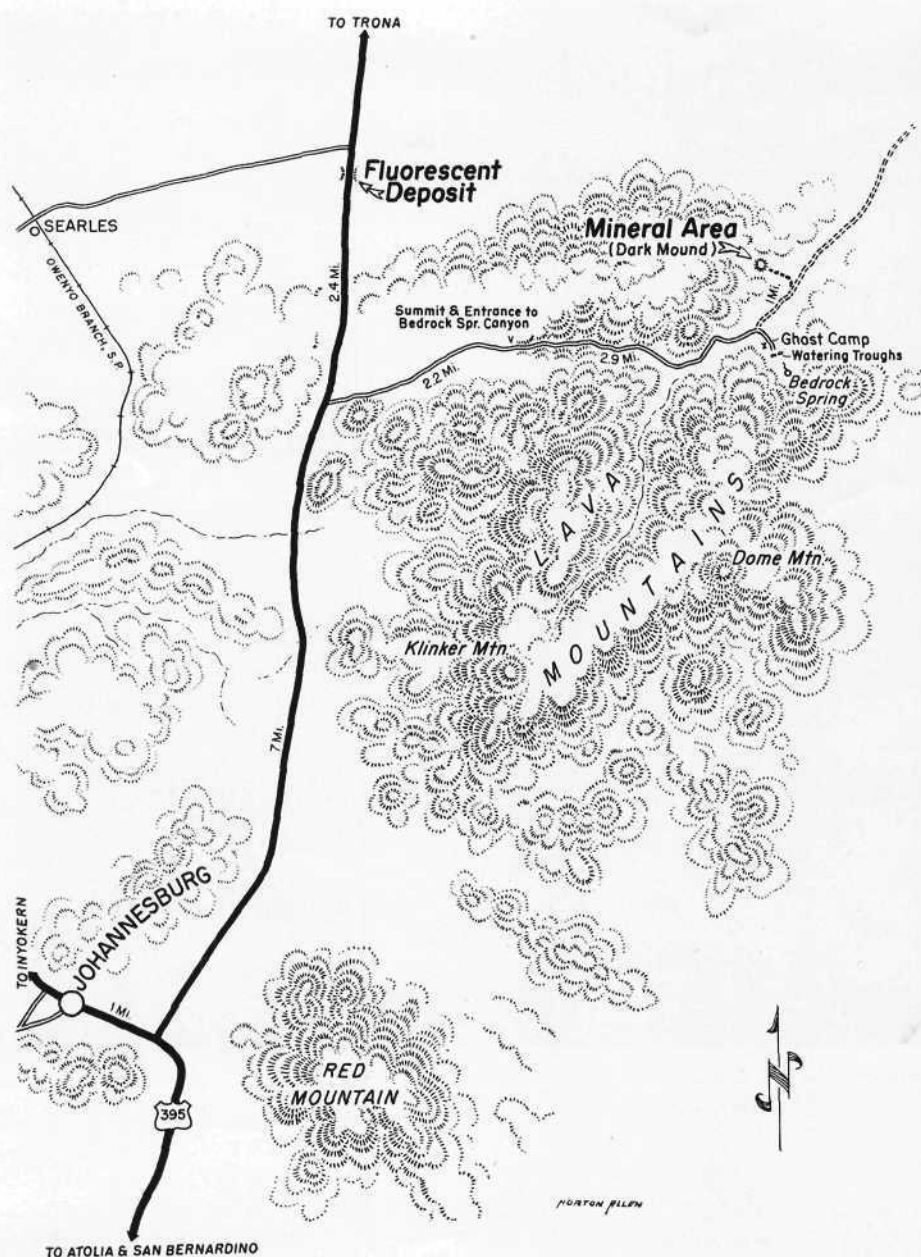 TO TRONA
Fluorescent
Deposit
SEARLES
OWENYO BRANCH, S.P.
Mineral Area
(Dark Mound)
2.4 Mi.
1 Mi.
Summit & Entrance to
Bedrock Spr. Canyon
Ghost Camp
Watering Troughs
2.9 Mi.
2.2 Mi.
Bedrock
Spring
LAVA
MOUNTAINS
Dome Mtn.
Klinker Mtn.
7 Mi.
JOHANNESBURG
TO INYOKERN
1 Mi.
RED
MOUNTAIN
395
N
NORTON ALLEN
TO ATOLIA & SAN BERNARDINO